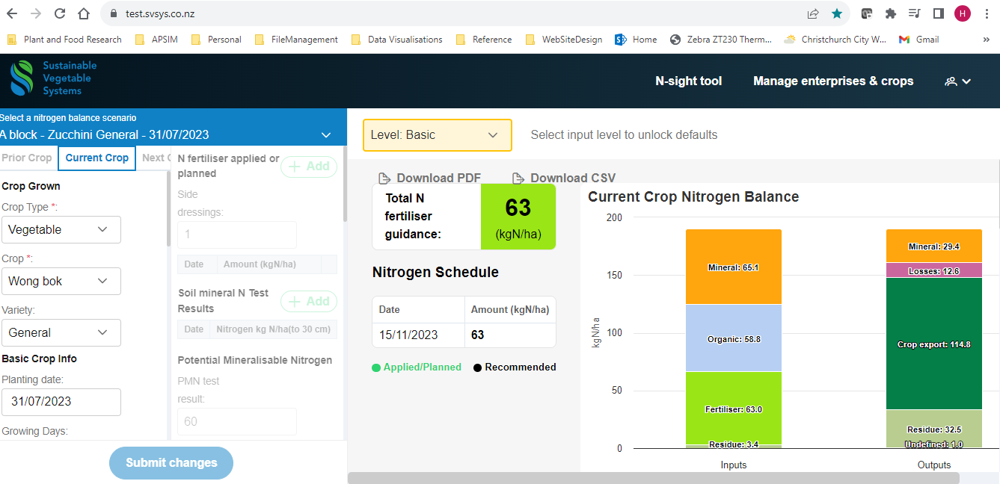 test.svsys.co.nz
H
Plant and Food Research
APSIM
Personal
FileManagement
Data Visualisations
Reference
WebSiteDesign
Home
Zebra ZT230 Therm...
Christchurch City W...
Gmail
»
Sustainable
Vegetable
Systems
N-sight tool
Manage enterprises & crops
Select a nitrogen balance scenario
A block - Zucchini General - 31/07/2023
Prior Crop
Current Crop
Next C
Crop Grown
Crop Type *:
Vegetable
Crop *:
Wong bok
Variety:
General
Basic Crop Info
Planting date:
31/07/2023
Growing Days:
Submit changes
N fertiliser applied or
planned
+ Add
Side
dressings:
1
Date Amount (kgN/ha)
Soil mineral N Test
Results
+ Add
Date Nitrogen kg N/ha(to 30 cm)
Potential Mineralisable Nitrogen
PMN test
result:
60
Level: Basic
Select input level to unlock defaults
Download PDF
Download CSV
Total N
fertiliser
guidance:
63
(kgN/ha)
Nitrogen Schedule
Date Amount (kgN/ha)
15/11/2023 63
Applied/Planned
Recommended
Current Crop Nitrogen Balance
kgN/ha
200
150
100
50
0
Mineral: 65.1
Organic: 58.8
Fertiliser: 63.0
Residue: 3.4
Inputs
Mineral: 29.4
Losses: 12.6
Crop export: 114.8
Residue: 32.5
Undefined: 1.0
Outputs